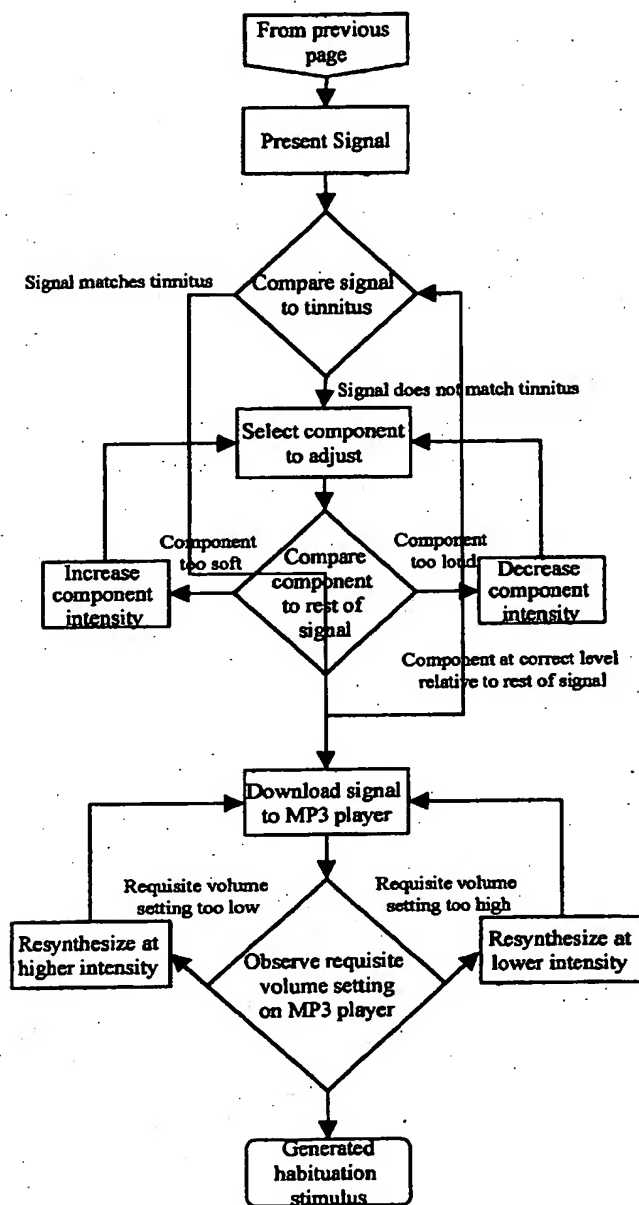 From previous
page
Present Signal
Signal matches tinnitus
Compare signal
to tinnitus
Signal does not match tinnitus
Select component
to adjust
Component
too soft
Component
too loud
Increase
component
intensity
Compare
component
to rest of
signal
Decrease
component
intensity
Component at correct level
relative to rest of signal
Download signal
to MP3 player
Requisite volume
setting too low
Requisite volume
setting too high
Resynthesize at
higher intensity
Observe requisite
volume setting
on MP3 player
Resynthesize at
lower intensity
Generated
habituation
stimulus